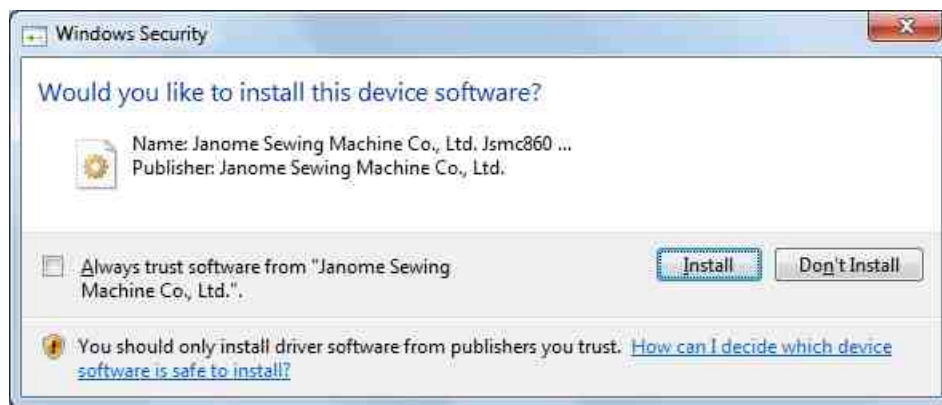 Windows Security
Would you like to install this device software?
Name: Janome Sewing Machine Co., Ltd. Jsmc860 ...
Publisher: Janome Sewing Machine Co., Ltd.
Always trust software from "Janome Sewing
Machine Co., Ltd.".
Install
Don't Install
You should only install driver software from publishers you trust. How can I decide which device
software is safe to install?